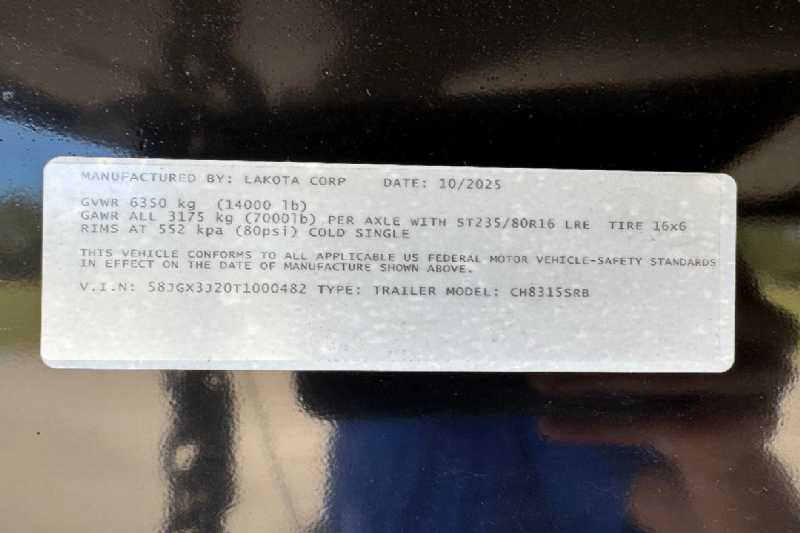 MANUFACTURED BY: LAKOTA CORP DATE: 10/2025
GVWR 6350 kg (14000 lb)
GAWR ALL 3175 kg (7000lb) PER AXLE WITH ST235/80R16 LRE TIRE 16x6
RIMS AT 552 kpa (80psi) COLD SINGLE
THIS VEHICLE CONFORMS TO ALL APPLICABLE US FEDERAL MOTOR VEHICLE-SAFETY STANDARDS
IN EFFECT ON THE DATE OF MANUFACTURE SHOWN ABOVE.
V.I.N: 58JGX3J20T1000482 TYPE: TRAILER MODEL: CH8315SRB